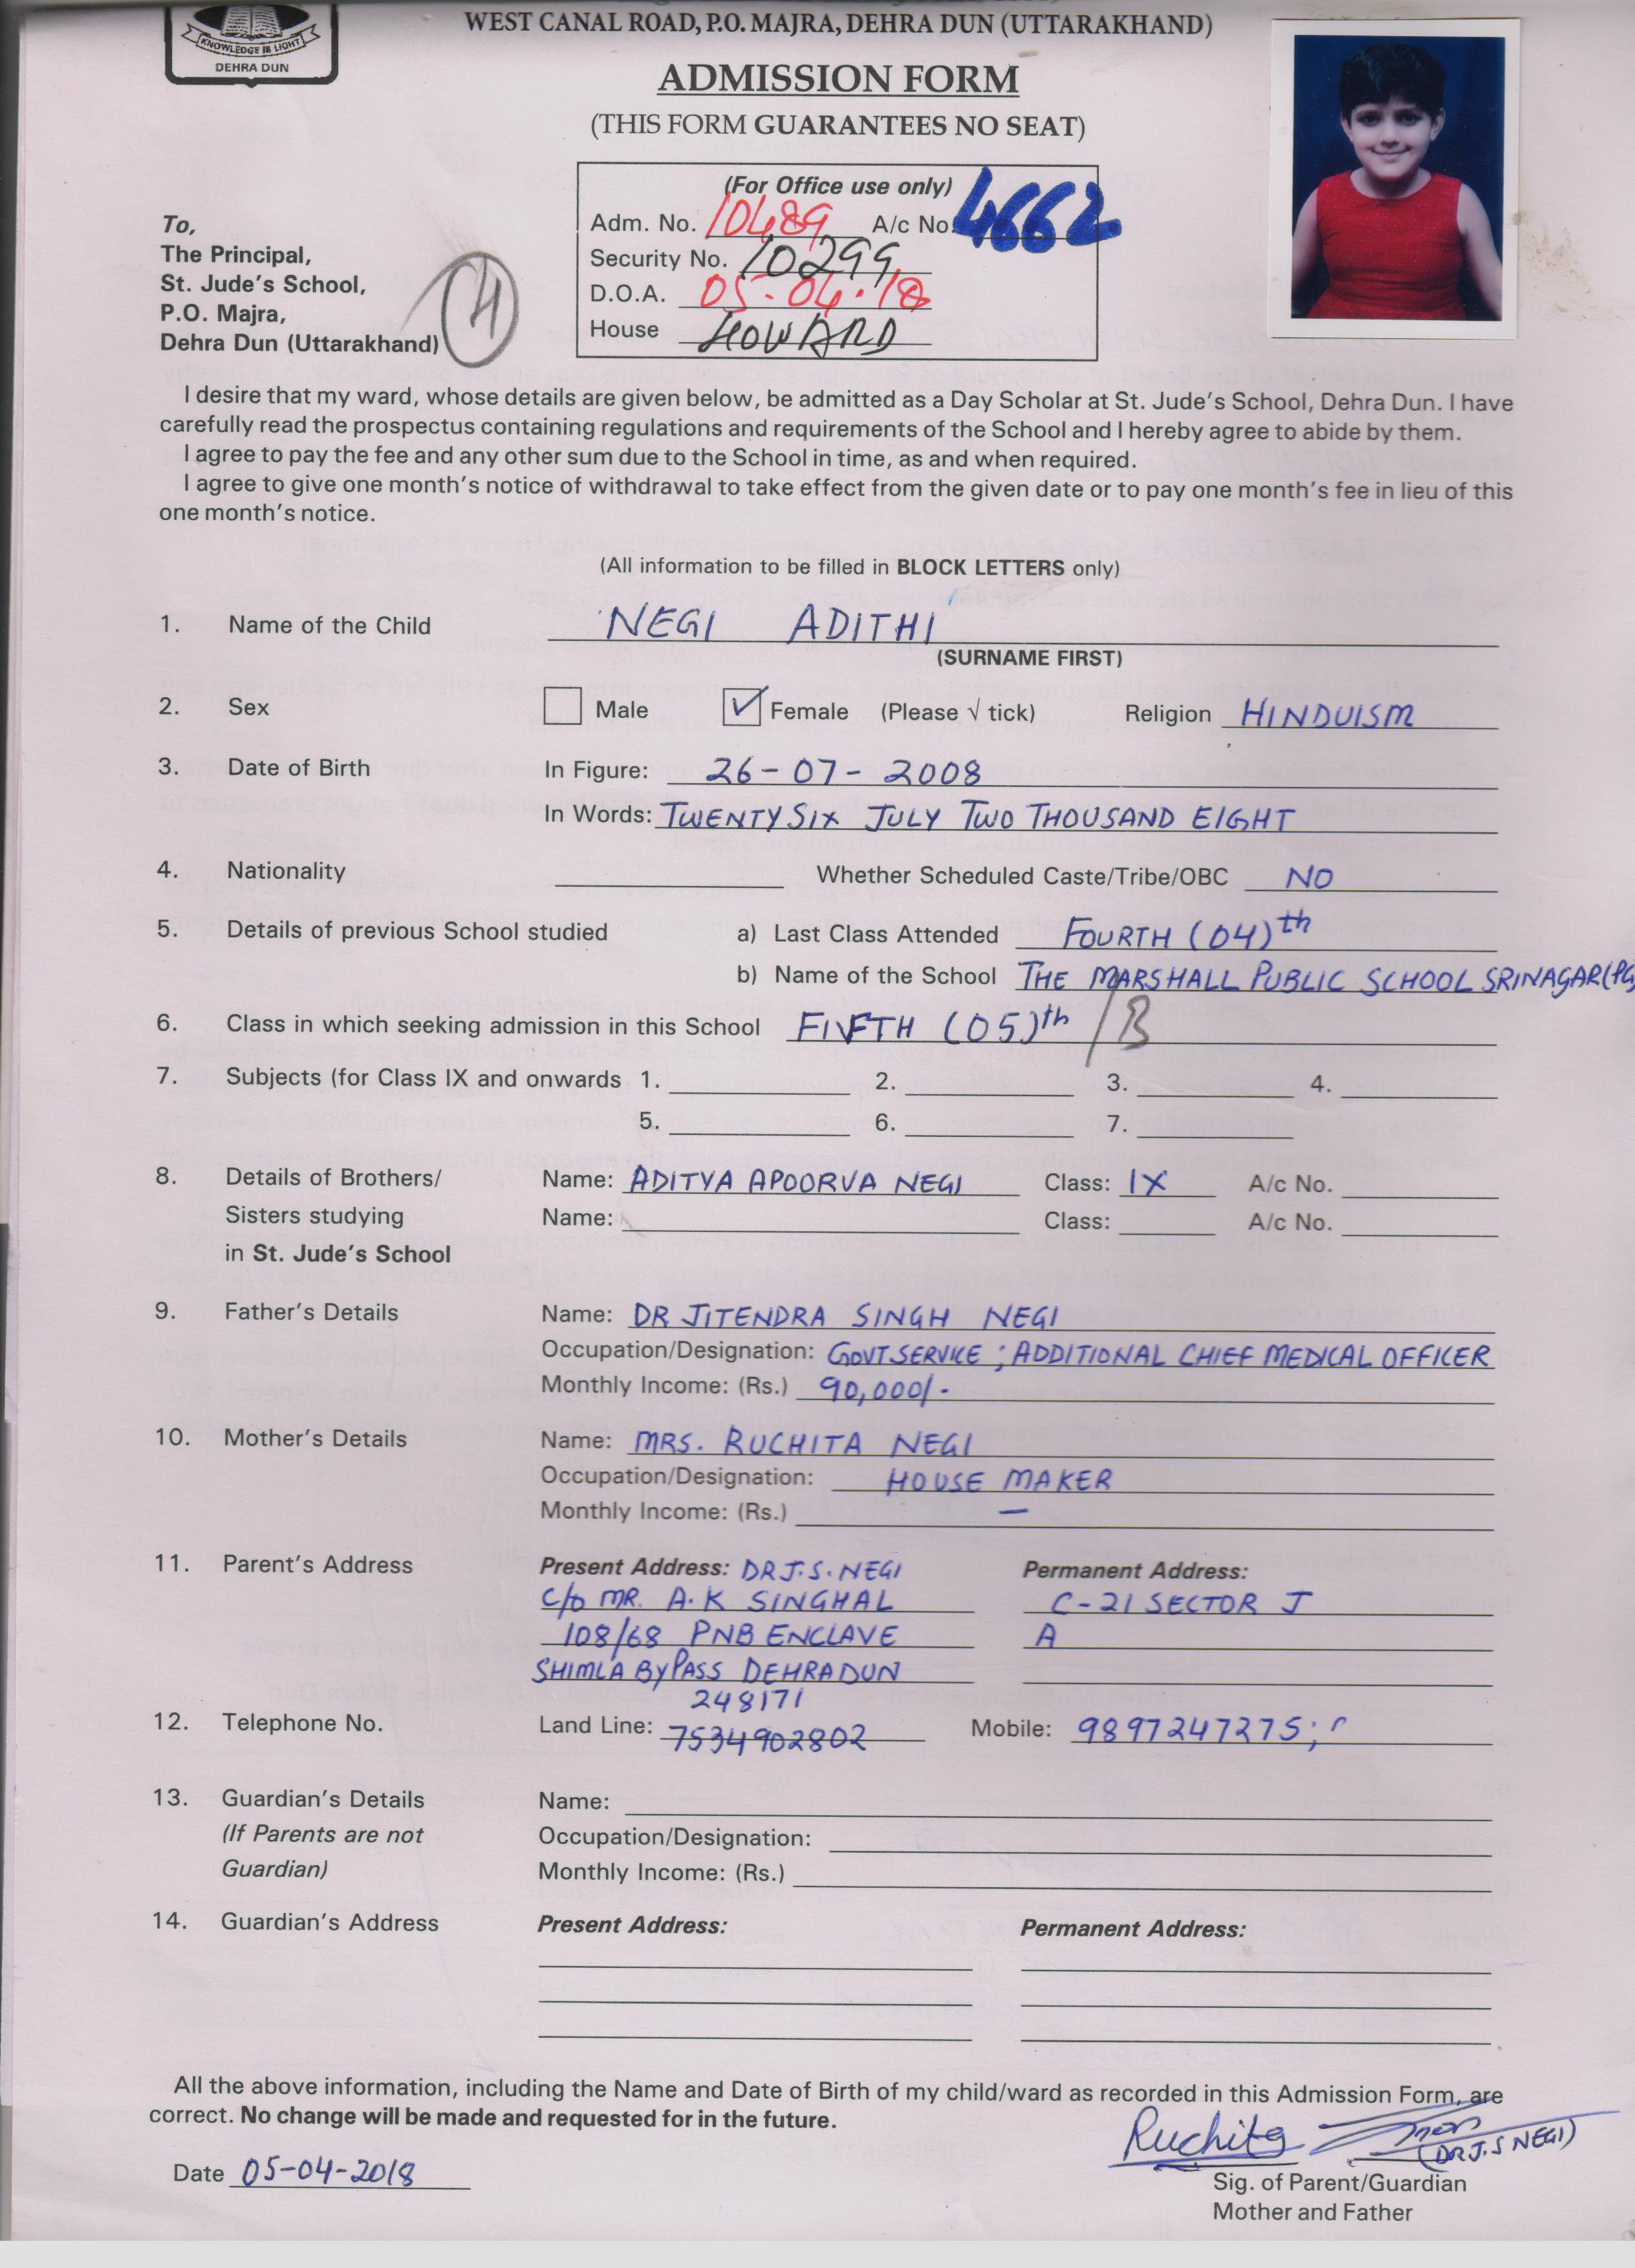 WEST CANAL ROAD, P.O. MAJRA, DEHRA DUN (UTTARAKHAND)
KNOWLEDGE IS LIGHT
DEHRA DUN
ADMISSION FORM
(THIS FORM GUARANTEES NO SEAT)
(For Office use only)
Adm. No. 10489 A/c No. 4662
Security No. 10299
D.O.A. 05-04-18
House HOWARD
To,
The Principal,
St. Jude's School,
P.O. Majra,
Dehra Dun (Uttarakhand)
4
I desire that my ward, whose details are given below, be admitted as a Day Scholar at St. Jude's School, Dehra Dun. I have
carefully read the prospectus containing regulations and requirements of the School and I hereby agree to abide by them.
I agree to pay the fee and any other sum due to the School in time, as and when required.
I agree to give one month's notice of withdrawal to take effect from the given date or to pay one month's fee in lieu of this
one month's notice.
(All information to be filled in BLOCK LETTERS only)
1. Name of the Child NEGI ADITHI
(SURNAME FIRST)
2. Sex Male ✓ Female (Please √ tick) Religion HINDUISM
3. Date of Birth In Figure: 26-07-2008
In Words: TWENTY SIX JULY TWO THOUSAND EIGHT
4. Nationality Whether Scheduled Caste/Tribe/OBC NO
5. Details of previous School studied a) Last Class Attended FOURTH (04)th
b) Name of the School THE MARSHALL PUBLIC SCHOOL SRINAGAR (PG
6. Class in which seeking admission in this School FIFTH (05)th / B
7. Subjects (for Class IX and onwards 1. 2. 3. 4.
5. 6. 7.
8. Details of Brothers/ Name: ADITYA APOORVA NEGI Class: IX A/c No.
Sisters studying Name: Class: A/c No.
in St. Jude's School
9. Father's Details Name: DR JITENDRA SINGH NEGI
Occupation/Designation: GOVT SERVICE ; ADDITIONAL CHIEF MEDICAL OFFICER
Monthly Income: (Rs.) 90,000/-
10. Mother's Details Name: MRS. RUCHITA NEGI
Occupation/Designation: HOUSE MAKER
Monthly Income: (Rs.) —
11. Parent's Address Present Address: DR J.S. NEGI Permanent Address:
C/o MR. A.K SINGHAL C-21 SECTOR J
108/68 PNB ENCLAVE A
SHIMLA BYPASS DEHRADUN
248171
12. Telephone No. Land Line: 7534902802 Mobile: 9897247275;
13. Guardian's Details Name:
(If Parents are not Occupation/Designation:
Guardian) Monthly Income: (Rs.)
14. Guardian's Address Present Address: Permanent Address:
All the above information, including the Name and Date of Birth of my child/ward as recorded in this Admission Form, are
correct. No change will be made and requested for in the future.
Ruchita
(DR J.S NEGI)
Date 05-04-2018
Sig. of Parent/Guardian
Mother and Father